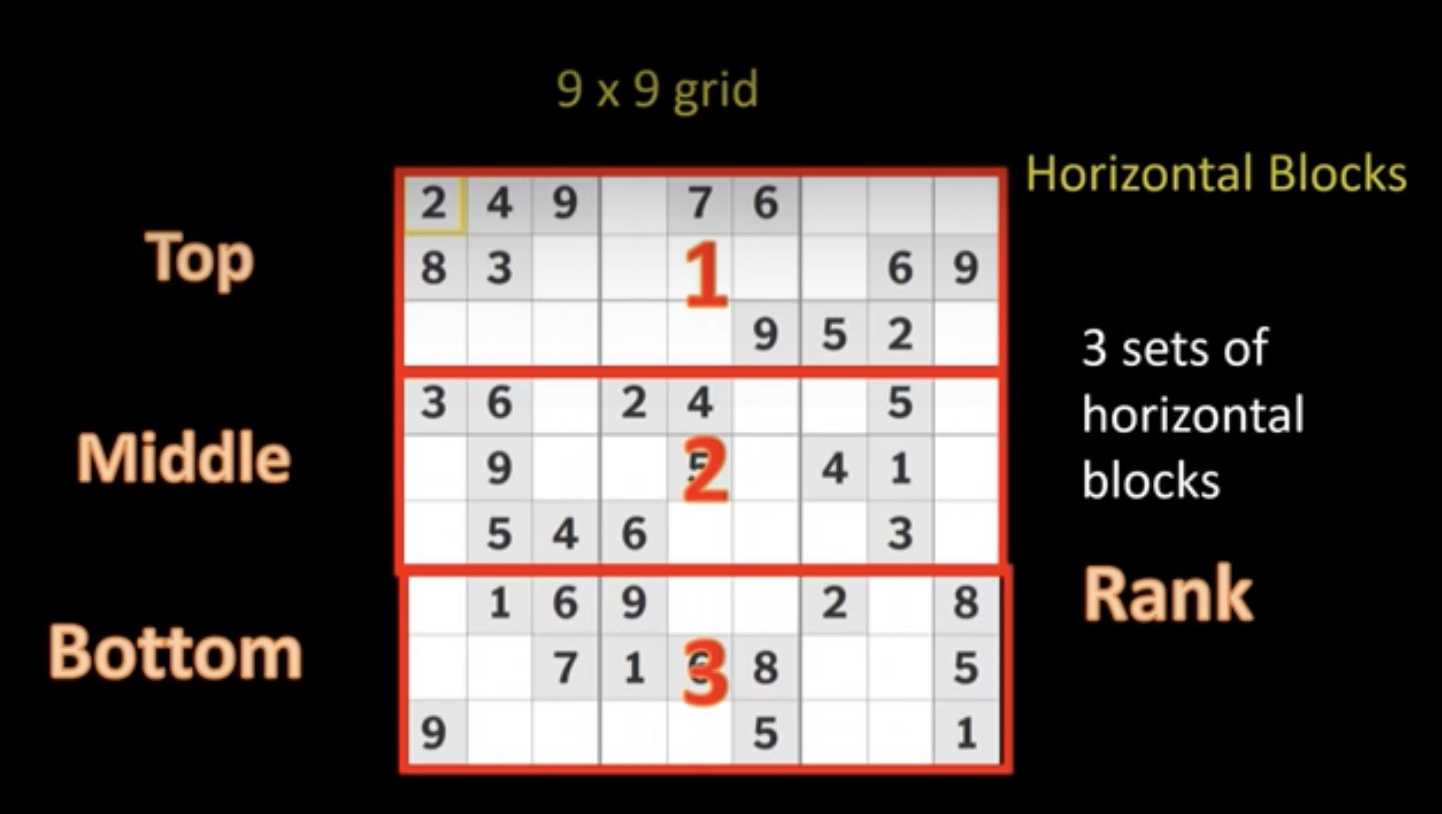 9 x 9 grid
Horizontal Blocks
Top
Middle
Bottom
2 4 9 7 6
8 3 1 6 9
9 5 2
3 6 2 4 5
9 5 2 4 1
5 4 6 3
1 6 9 2 8
7 1 6 3 8 5
9 5 1
3 sets of
horizontal
blocks
Rank